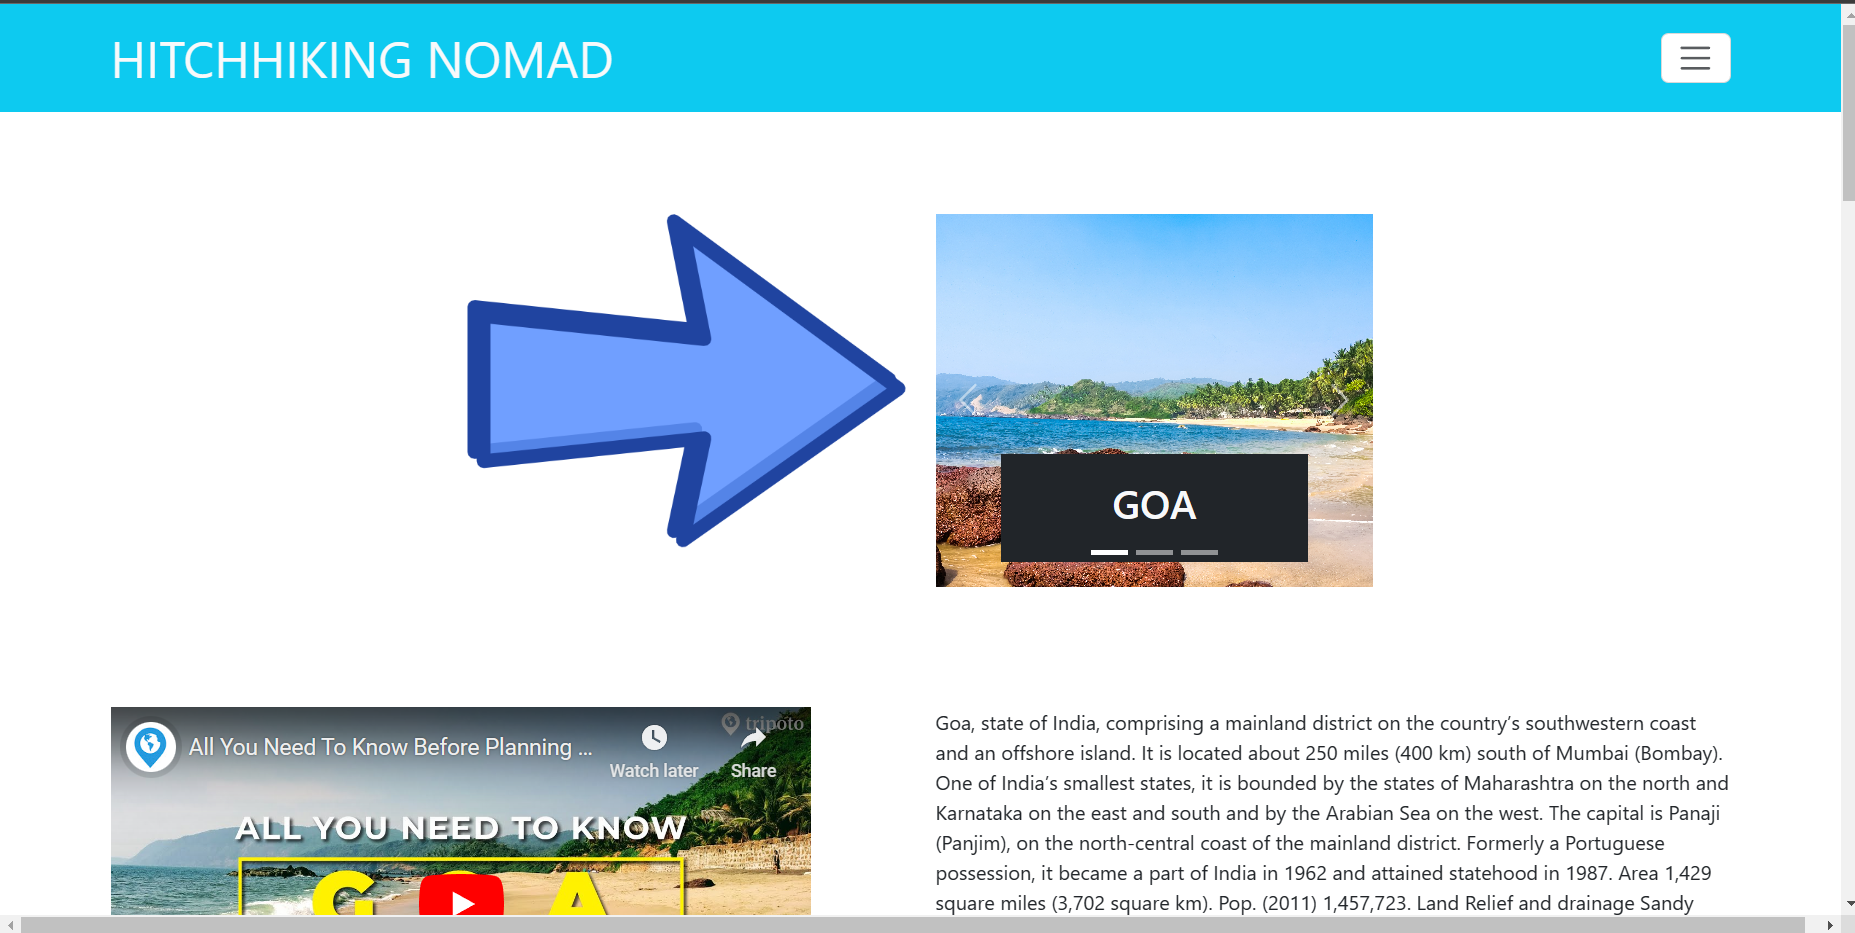 HITCHHIKING NOMAD
GOA
tripoto
All You Need To Know Before Planning ...
Watch later
Share
ALL YOU NEED TO KNOW
GOA
Goa, state of India, comprising a mainland district on the country’s southwestern coast
and an offshore island. It is located about 250 miles (400 km) south of Mumbai (Bombay).
One of India’s smallest states, it is bounded by the states of Maharashtra on the north and
Karnataka on the east and south and by the Arabian Sea on the west. The capital is Panaji
(Panjim), on the north-central coast of the mainland district. Formerly a Portuguese
possession, it became a part of India in 1962 and attained statehood in 1987. Area 1,429
square miles (3,702 square km). Pop. (2011) 1,457,723. Land Relief and drainage Sandy